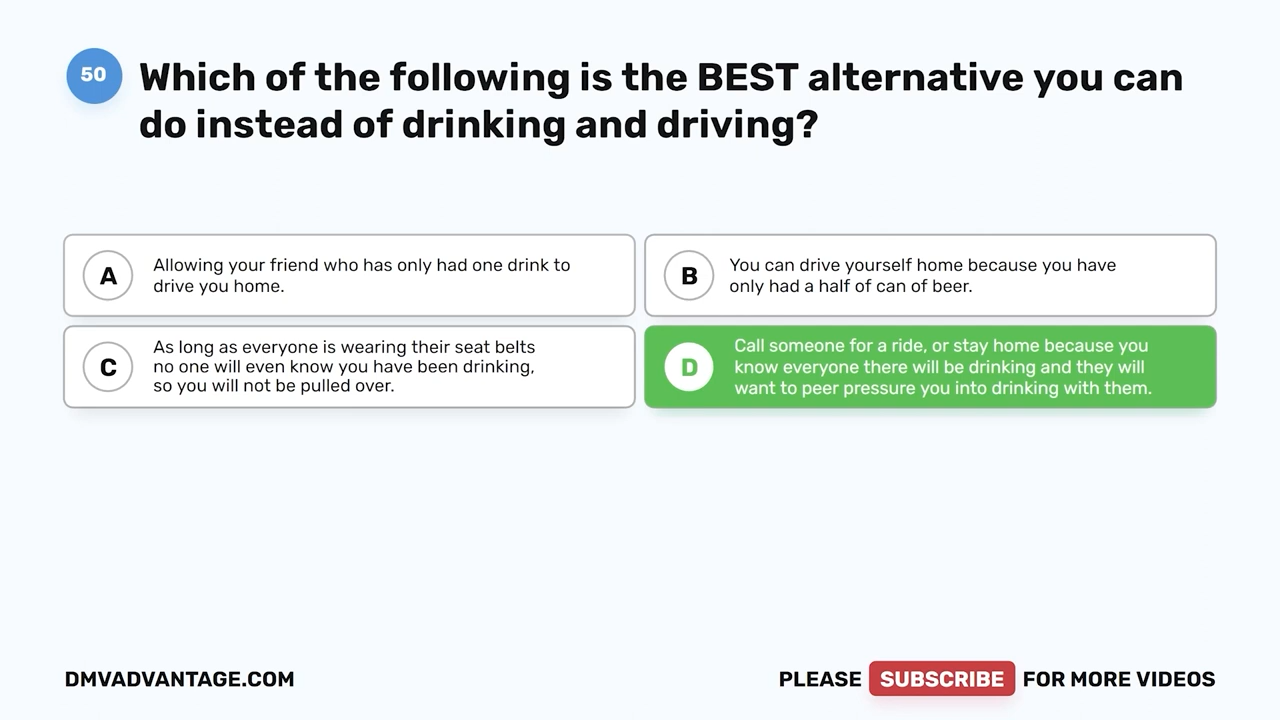 50
Which of the following is the BEST alternative you can
do instead of drinking and driving?
A
Allowing your friend who has only had one drink to
drive you home.
B
You can drive yourself home because you have
only had a half of can of beer.
C
As long as everyone is wearing their seat belts
no one will even know you have been drinking,
so you will not be pulled over.
D
Call someone for a ride, or stay home because you
know everyone there will be drinking and they will
want to peer pressure you into drinking with them.
DMVADVANTAGE.COM
PLEASE SUBSCRIBE FOR MORE VIDEOS